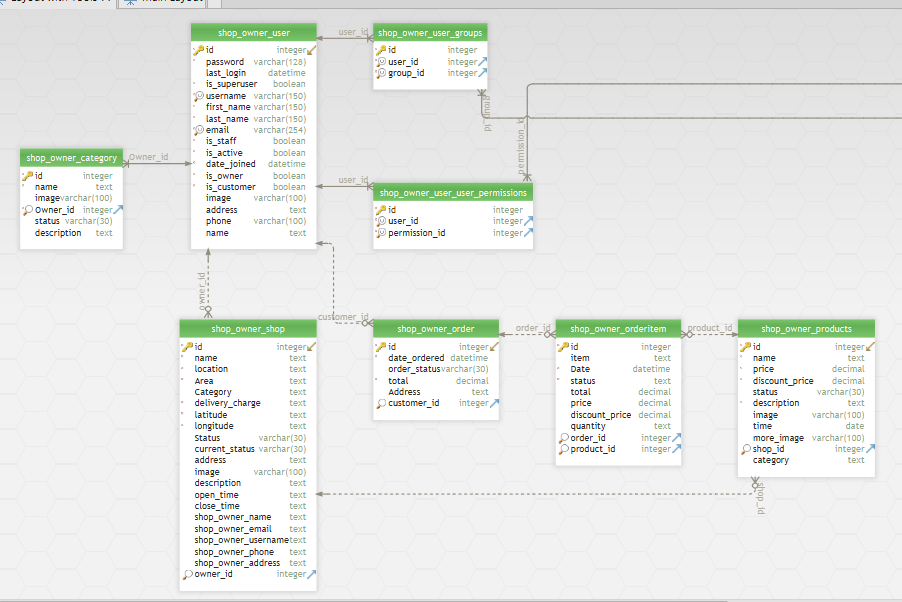 Layout with Tools
Main Layout
shop_owner_user
id integer
password varchar(128)
last_login datetime
is_superuser boolean
username varchar(150)
first_name varchar(150)
last_name varchar(150)
email varchar(254)
is_staff boolean
is_active boolean
date_joined datetime
is_owner boolean
is_customer boolean
image varchar(100)
address text
phone varchar(100)
name text
user_id
shop_owner_user_groups
id integer
user_id integer
group_id integer
group_id
permission_id
shop_owner_category
id integer
name text
image varchar(100)
Owner_id integer
status varchar(30)
description text
Owner_id
user_id
shop_owner_user_user_permissions
id integer
user_id integer
permission_id integer
owner_id
customer_id
shop_owner_shop
id integer
name text
location text
Area text
Category text
delivery_charge text
latitude text
longitude text
Status varchar(30)
current_status varchar(30)
address text
image varchar(100)
description text
open_time text
close_time text
shop_owner_name text
shop_owner_email text
shop_owner_username text
shop_owner_phone text
shop_owner_address text
owner_id integer
shop_owner_order
id integer
date_ordered datetime
order_status varchar(30)
total decimal
Address text
customer_id integer
order_id
shop_owner_orderitem
id integer
item text
Date datetime
status text
total decimal
price decimal
discount_price decimal
quantity text
order_id integer
product_id integer
product_id
shop_owner_products
id integer
name text
price decimal
discount_price decimal
status varchar(30)
description text
image varchar(100)
time date
more_image varchar(100)
shop_id integer
category text
shop_id